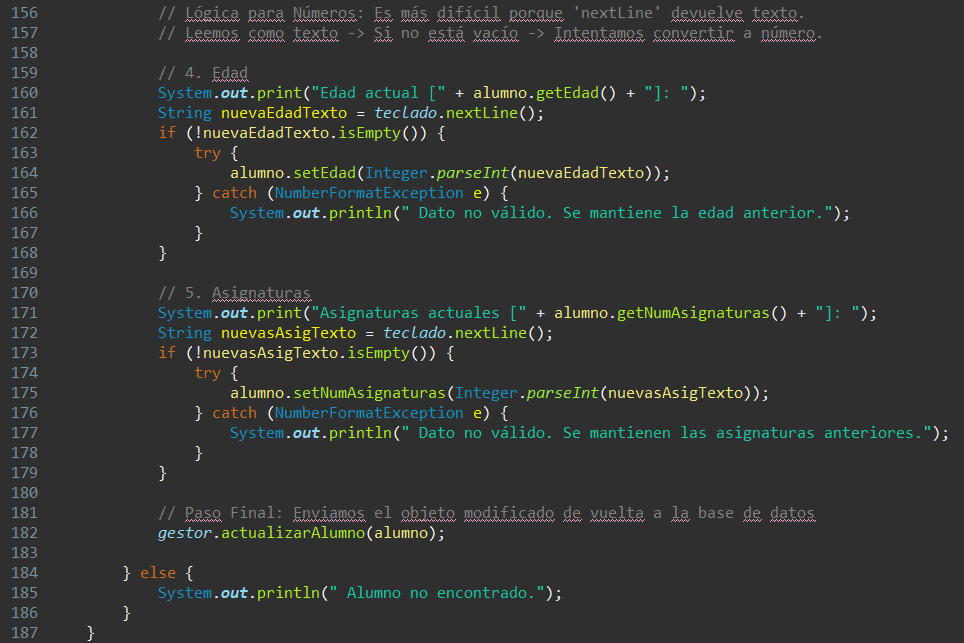 156 // Lógica para Números: Es más difícil porque 'nextLine' devuelve texto.
157 // Leemos como texto -> Si no está vacío -> Intentamos convertir a número.
158
159 // 4. Edad
160 System.out.print("Edad actual [" + alumno.getEdad() + "]: ");
161 String nuevaEdadTexto = teclado.nextLine();
162 if (!nuevaEdadTexto.isEmpty()) {
163 try {
164 alumno.setEdad(Integer.parseInt(nuevaEdadTexto));
165 } catch (NumberFormatException e) {
166 System.out.println(" Dato no válido. Se mantiene la edad anterior.");
167 }
168 }
169
170 // 5. Asignaturas
171 System.out.print("Asignaturas actuales [" + alumno.getNumAsignaturas() + "]: ");
172 String nuevasAsigTexto = teclado.nextLine();
173 if (!nuevasAsigTexto.isEmpty()) {
174 try {
175 alumno.setNumAsignaturas(Integer.parseInt(nuevasAsigTexto));
176 } catch (NumberFormatException e) {
177 System.out.println(" Dato no válido. Se mantienen las asignaturas anteriores.");
178 }
179 }
180
181 // Paso Final: Enviamos el objeto modificado de vuelta a la base de datos
182 gestor.actualizarAlumno(alumno);
183
184 } else {
185 System.out.println(" Alumno no encontrado.");
186 }
187 }